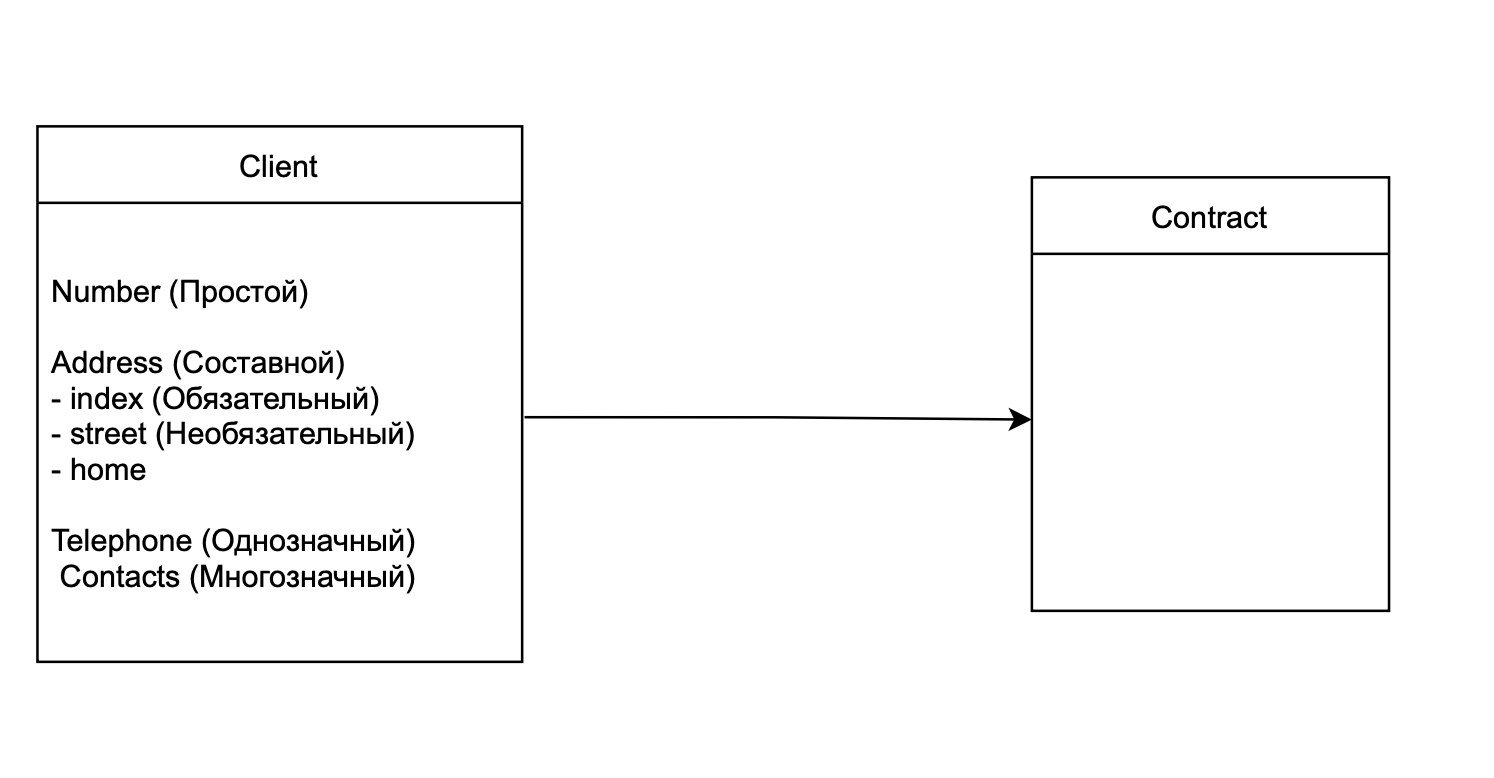 Client
Number (Простой)
Address (Составной)
- index (Обязательный)
- street (Необязательный)
- home
Telephone (Однозначный)
Contacts (Многозначный)
Contract